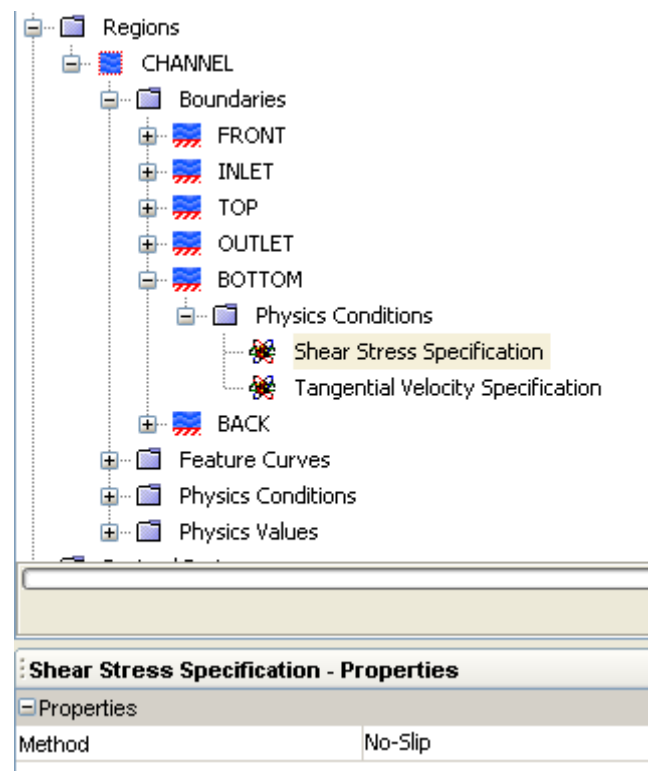 Regions
CHANNEL
Boundaries
FRONT
INLET
TOP
OUTLET
BOTTOM
Physics Conditions
Shear Stress Specification
Tangential Velocity Specification
BACK
Feature Curves
Physics Conditions
Physics Values
Shear Stress Specification - Properties
Properties
Method No-Slip